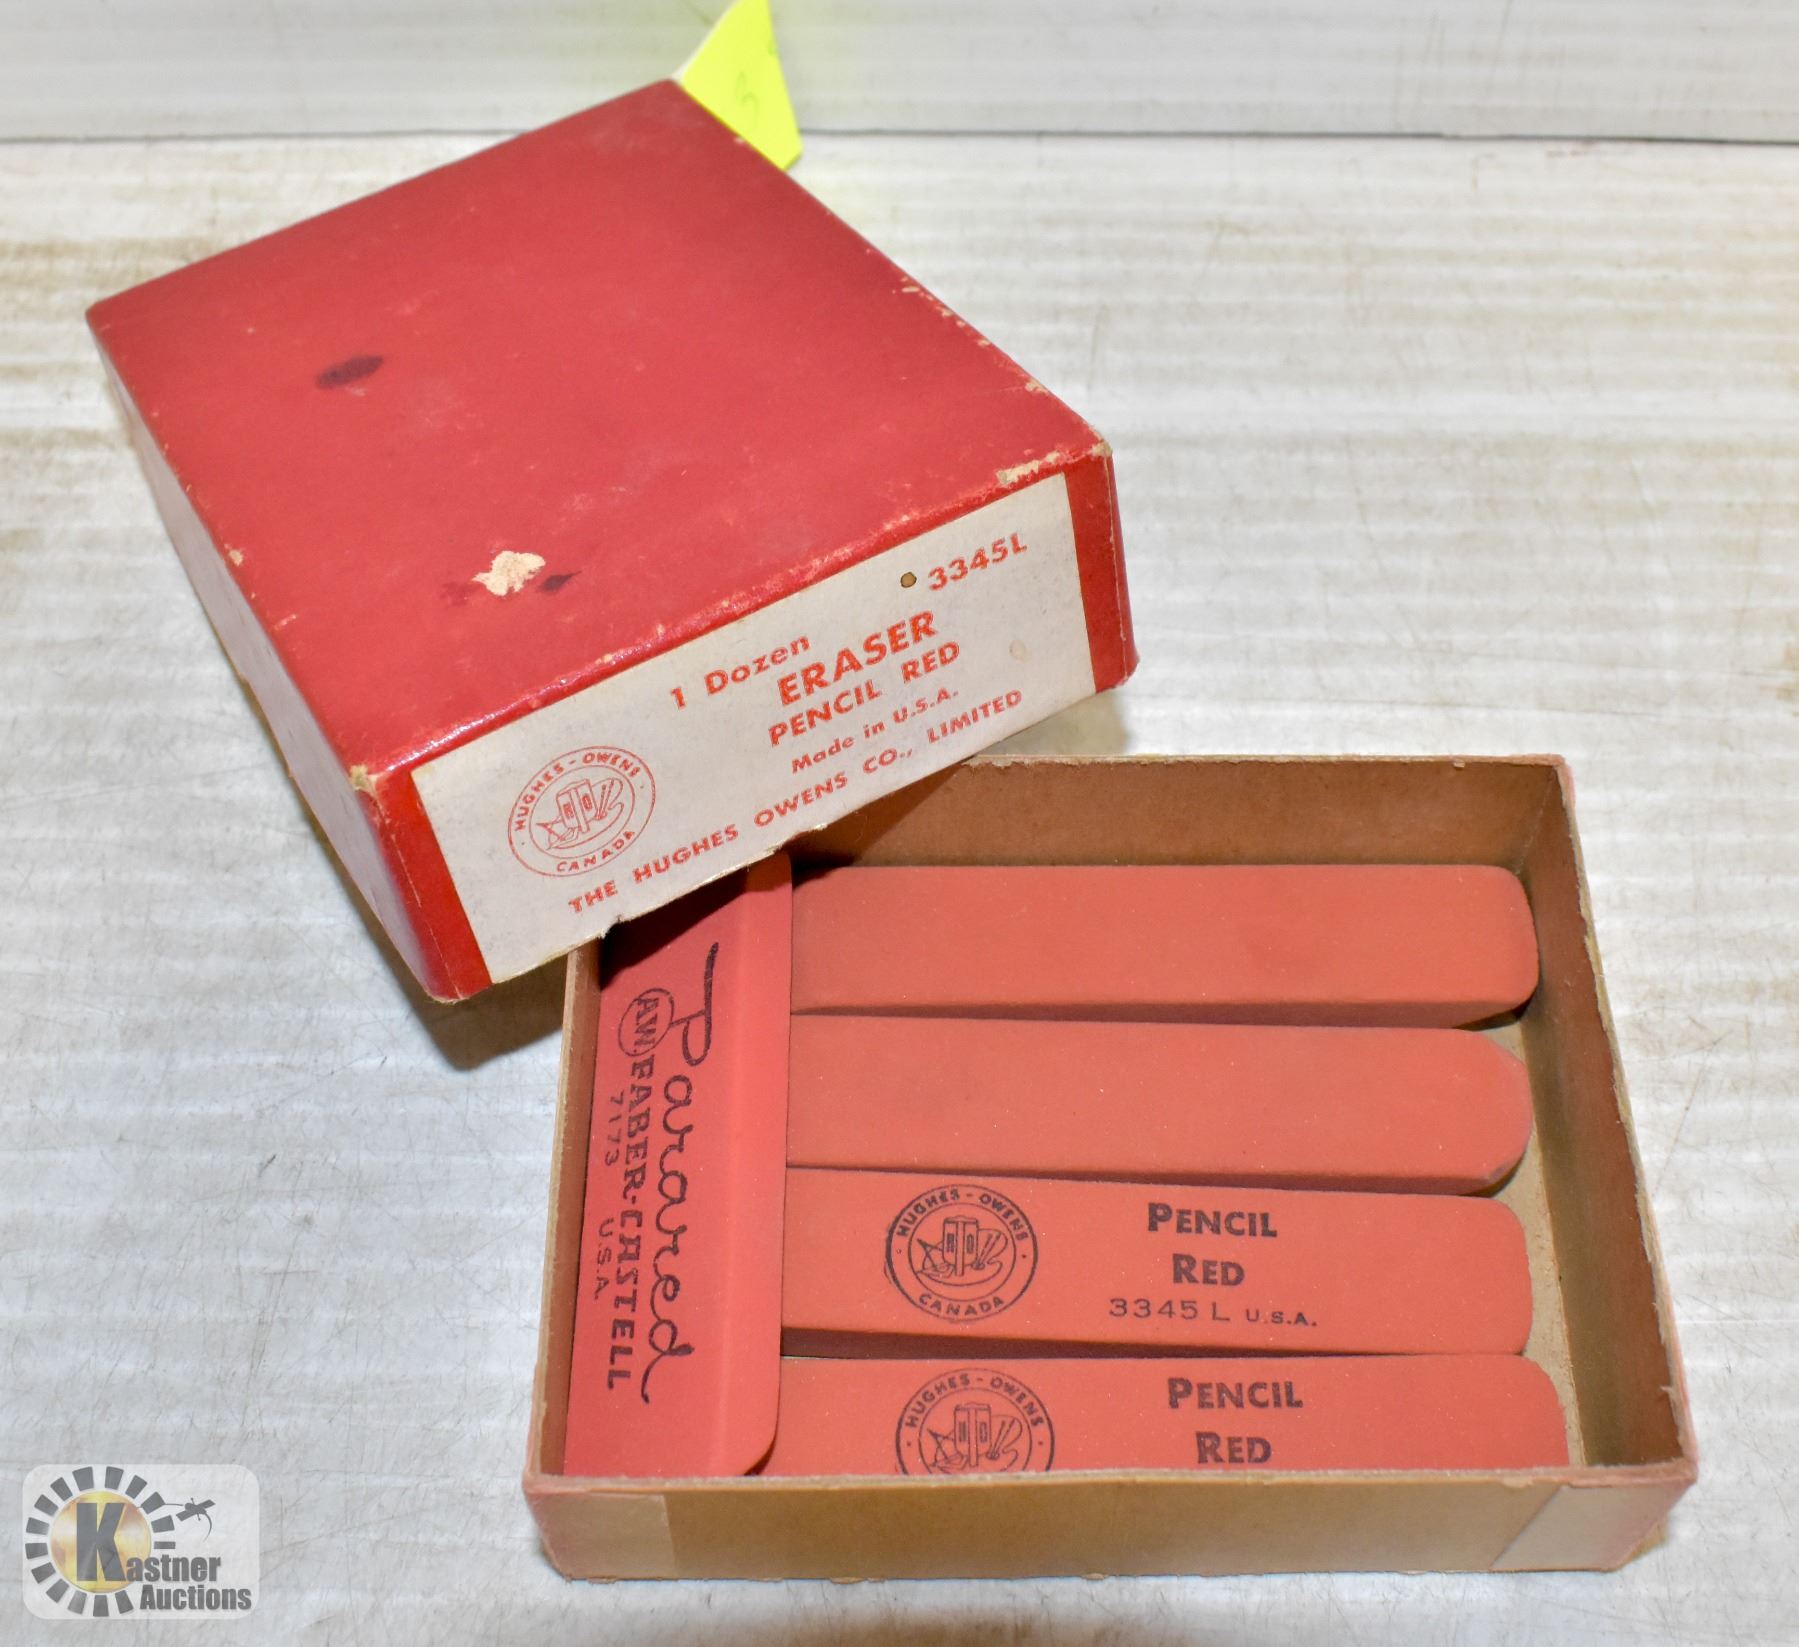 3
3345L
1 Dozen
ERASER
PENCIL RED
Made in U.S.A.
THE HUGHES OWENS CO., LIMITED
HUGHES-OWENS
CANADA
Parared
AW FABER-CASTELL
7173 U.S.A.
HUGHES-OWENS
CANADA
PENCIL
RED
3345 L U.S.A.
HUGHES-OWENS
PENCIL
RED
Kastner
Auctions